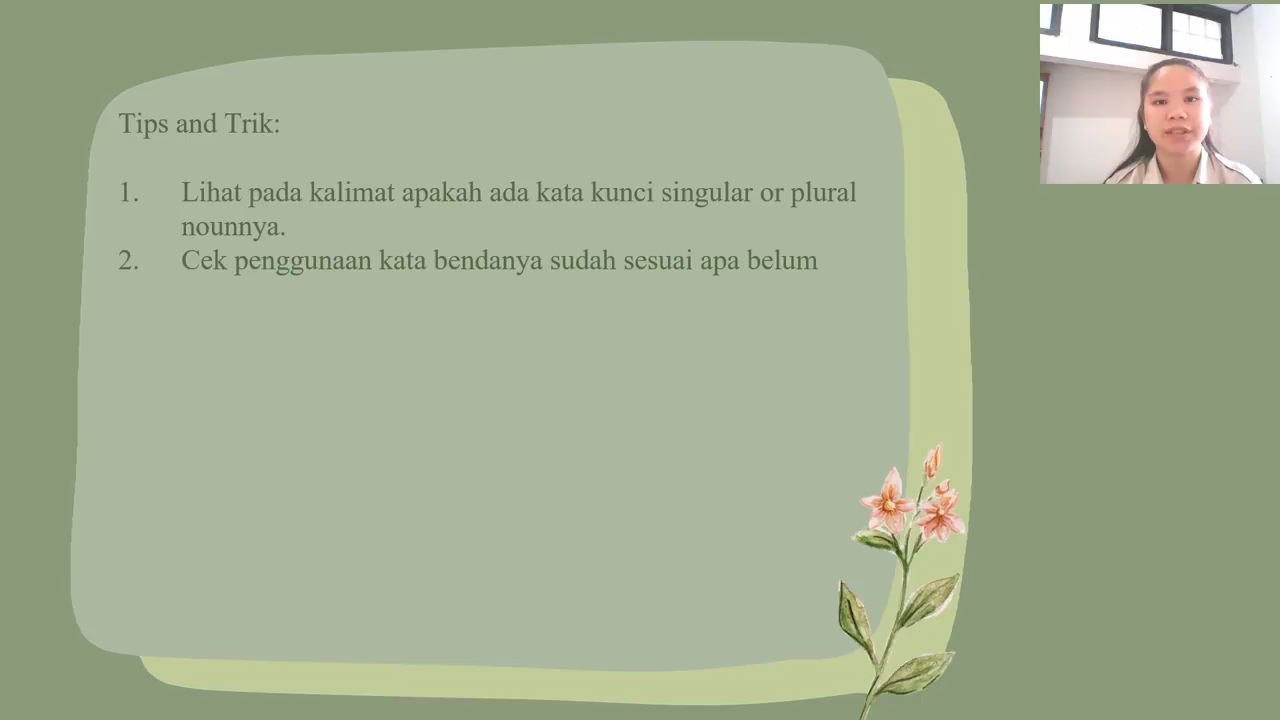 Tips and Trik:
1. Lihat pada kalimat apakah ada kata kunci singular or plural
nounnya.
2. Cek penggunaan kata bendanya sudah sesuai apa belum